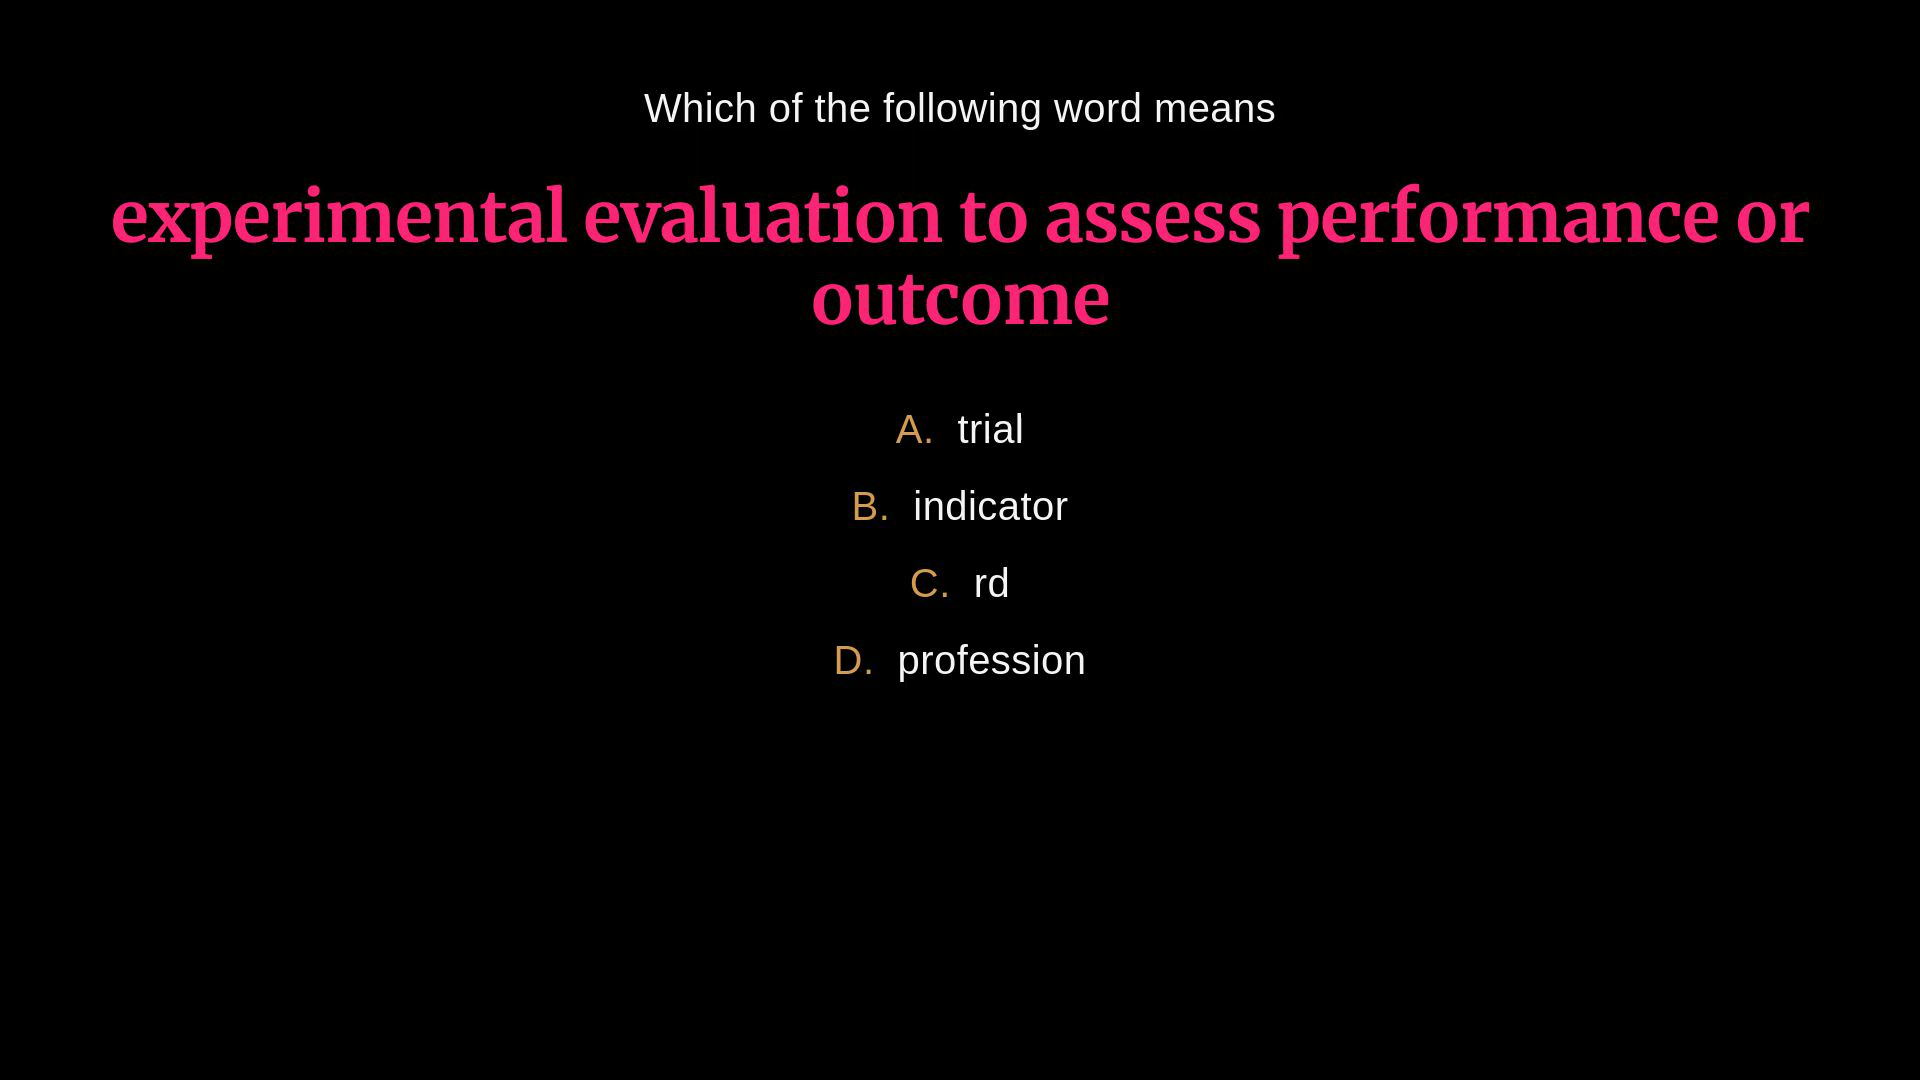 Which of the following word means
experimental evaluation to assess performance or
outcome
A. trial
B. indicator
C. rd
D. profession